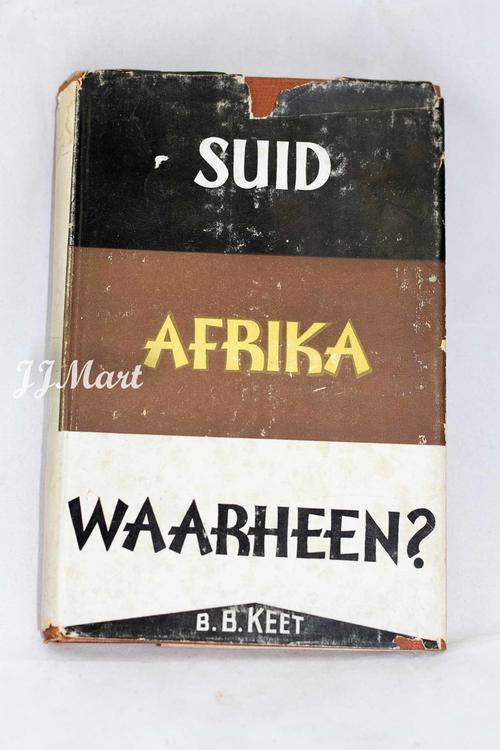 SUID
AFRIKA
JJMart
WAARHEEN?
B. B. KEET